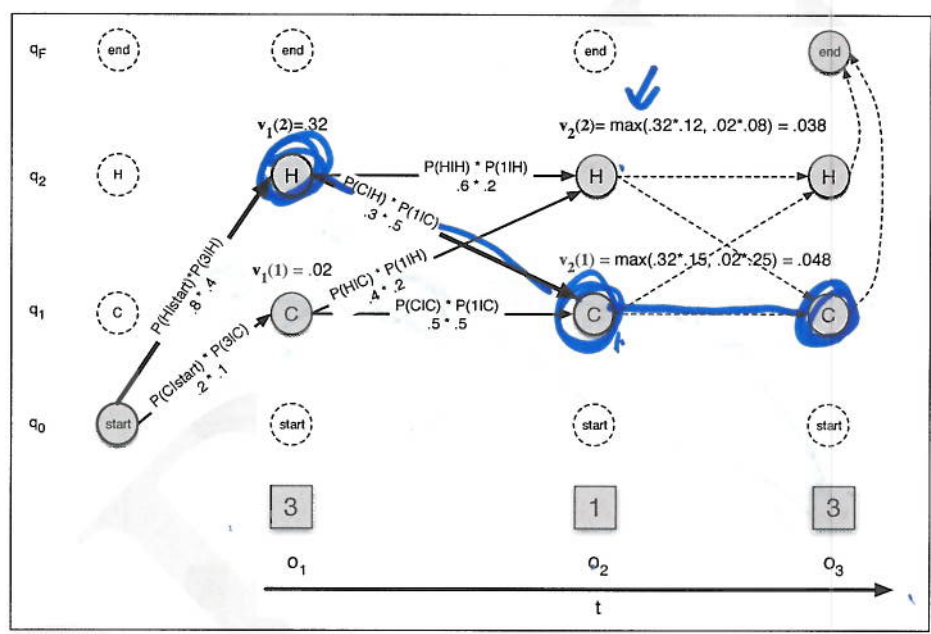 qF end end end end
v1(2)=.32
v2(2)= max(.32*.12, .02*.08) = .038
q2 H H H H
P(H|H) * P(1|H)
.6 * .2
P(C|H) * P(1|C)
.3 * .5
P(H|start)*P(3|H)
.8 * .4
v1(1) = .02
P(H|C) * P(1|H)
.4 * .2
v2(1) = max(.32*.15, .02*.25) = .048
q1 C C C C
P(C|C) * P(1|C)
.5 * .5
P(C|start) * P(3|C)
.2 * .1
q0 start start start start
3 1 3
o1 o2 o3
t